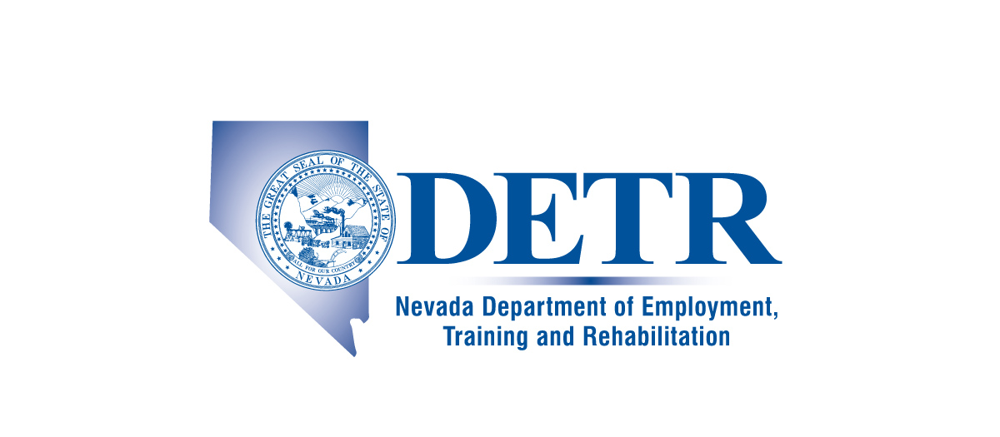 THE GREAT SEAL OF THE STATE OF
NEVADA
ALL FOR OUR COUNTRY
DETR
Nevada Department of Employment,
Training and Rehabilitation